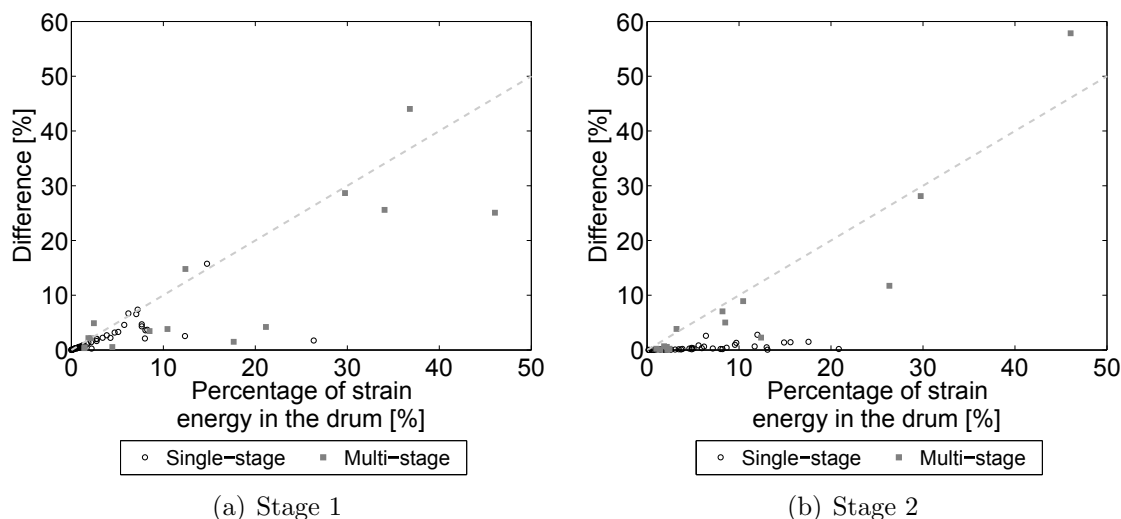 60
50
40
30
20
10
0
Difference [%]
0 10 20 30 40 50
Percentage of strain
energy in the drum [%]
Single−stage Multi−stage
(a) Stage 1
60
50
40
30
20
10
0
Difference [%]
0 10 20 30 40 50
Percentage of strain
energy in the drum [%]
Single−stage Multi−stage
(b) Stage 2